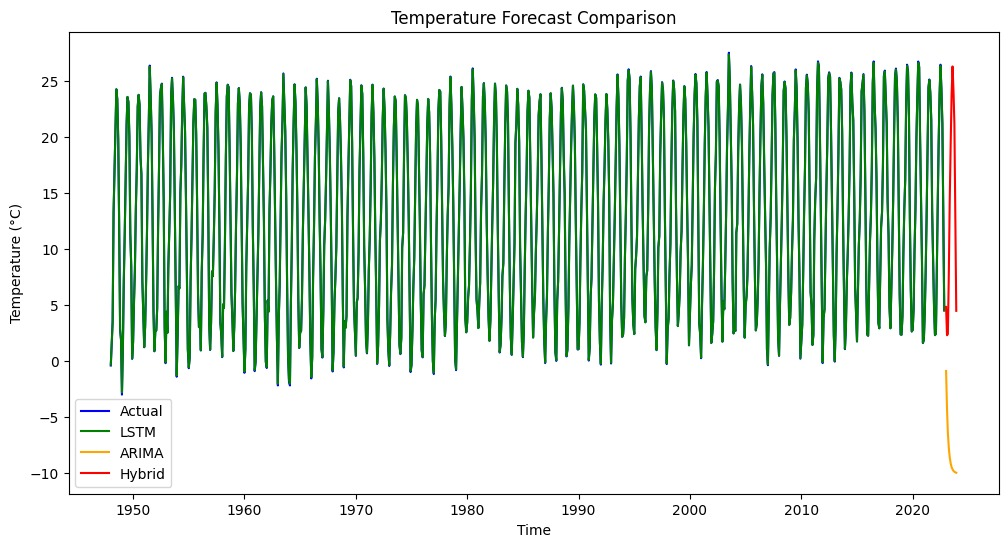 Temperature Forecast Comparison
Temperature (°C)
25
20
15
10
5
0
−5
−10
Actual
LSTM
ARIMA
Hybrid
1950
1960
1970
1980
1990
2000
2010
2020
Time